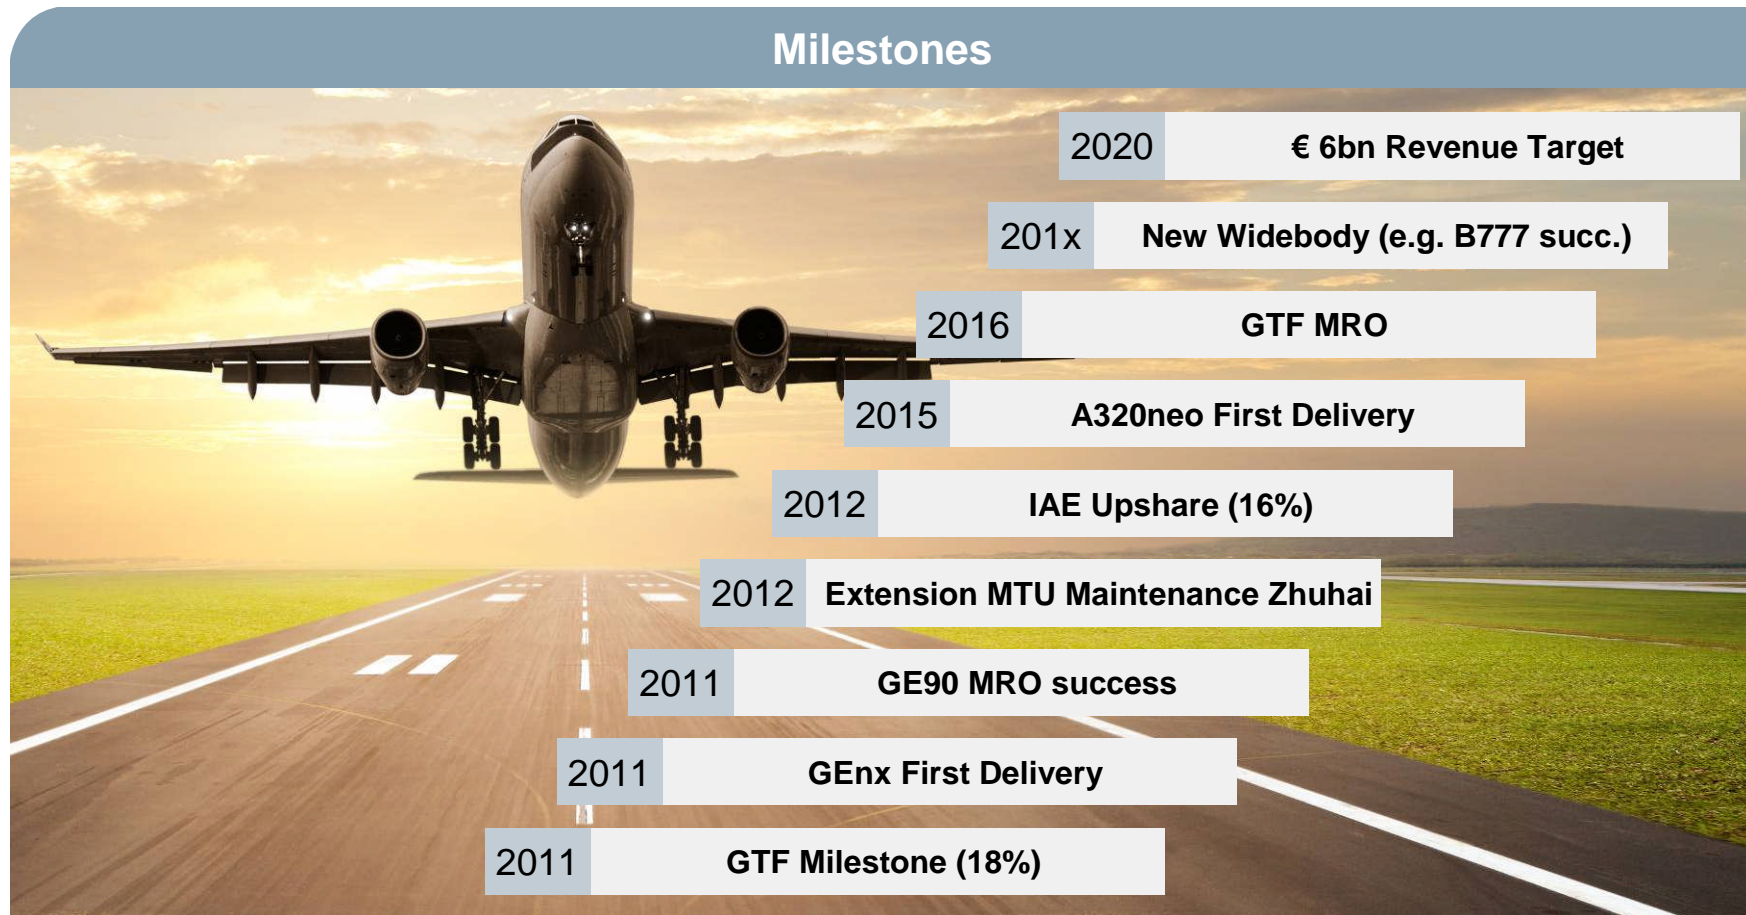 Milestones
2020 € 6bn Revenue Target
201x New Widebody (e.g. B777 succ.)
2016 GTF MRO
2015 A320neo First Delivery
2012 IAE Upshare (16%)
2012 Extension MTU Maintenance Zhuhai
2011 GE90 MRO success
2011 GEnx First Delivery
2011 GTF Milestone (18%)